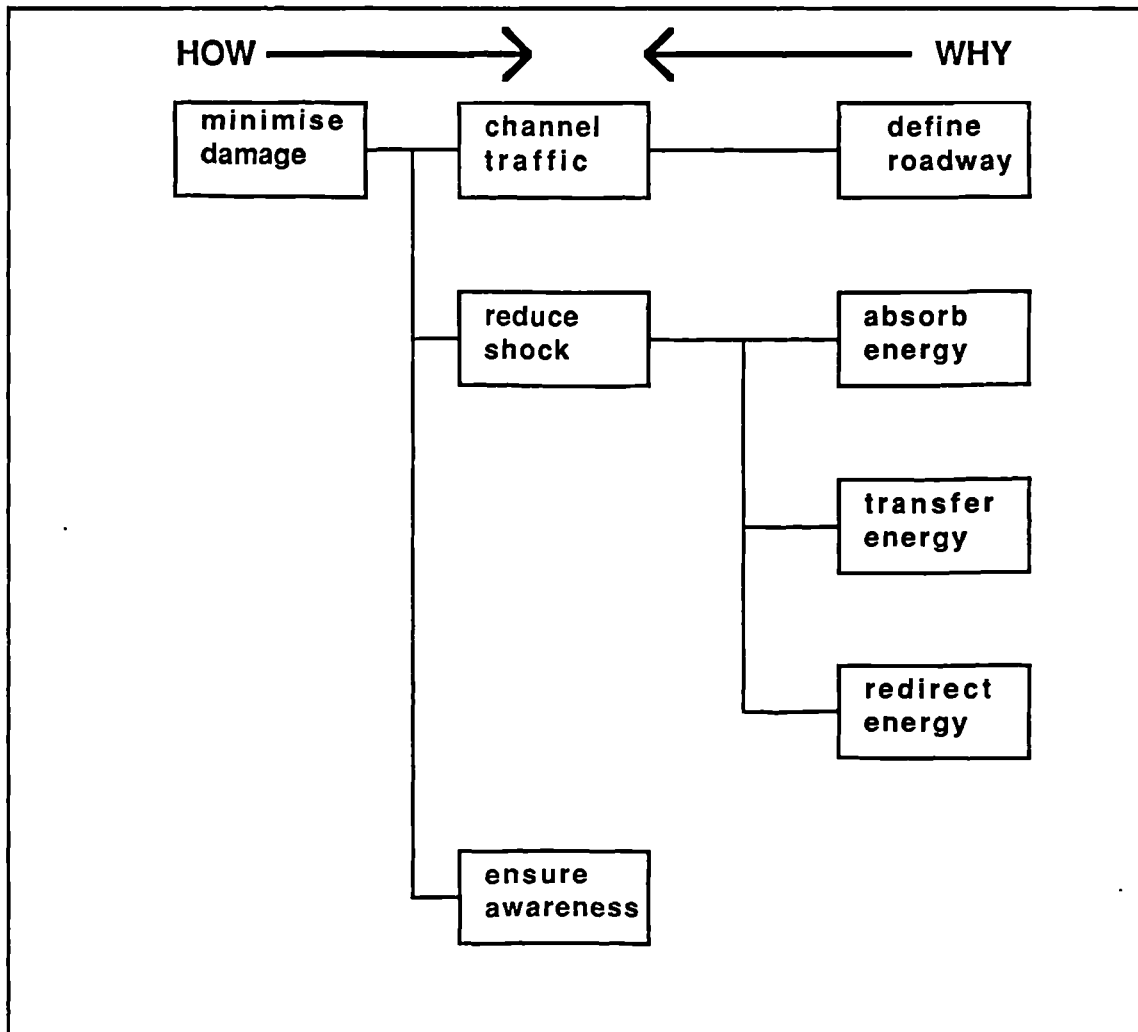 HOW WHY
minimise
damage
channel
traffic
define
roadway
reduce
shock
absorb
energy
transfer
energy
redirect
energy
ensure
awareness